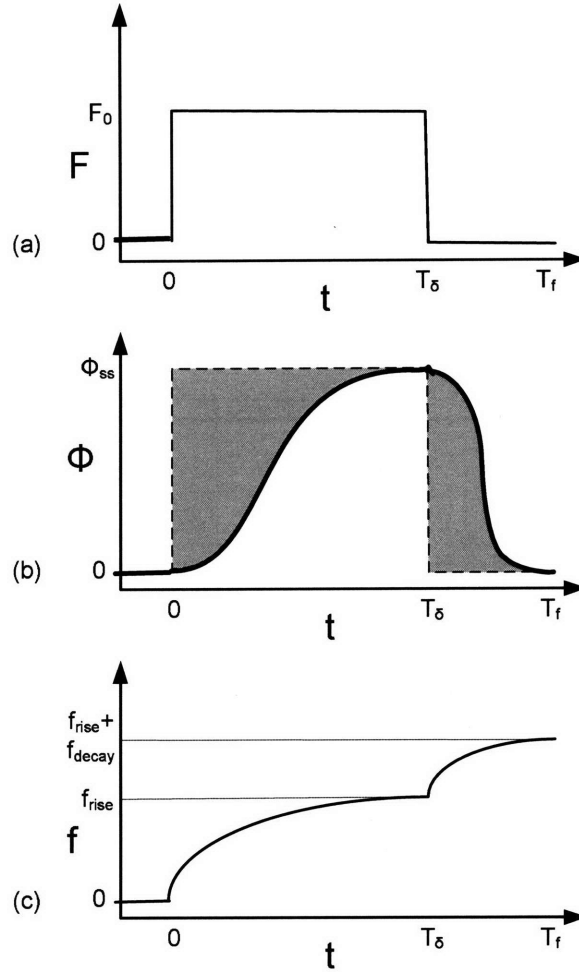 F₀
F
0
(a)
0
t
T_δ
T_f
Φ_ss
Φ
0
(b)
0
t
T_δ
T_f
f_rise+
f_decay
f_rise
f
0
(c)
0
t
T_δ
T_f